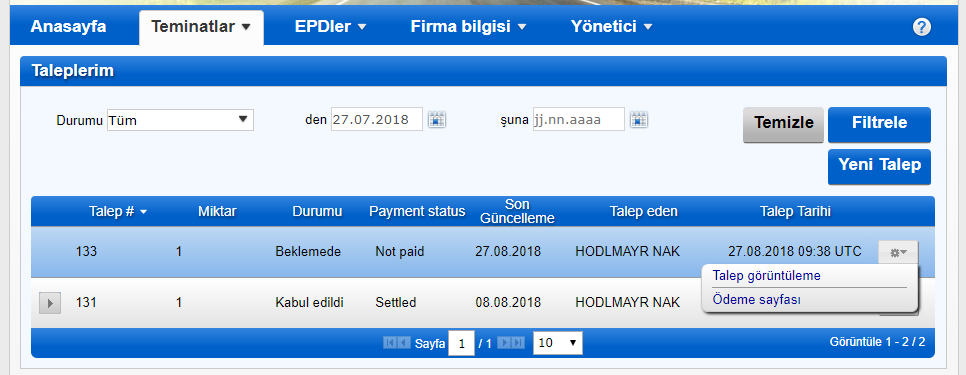 Anasayfa Teminatlar EPDIer Firma bilgisi Yönetici ?
Taleplerim
Durumu Tüm den 27.07.2018 şuna jj.nn.aaaa Temizle Filtrele
Yeni Talep
Talep # Miktar Durumu Payment status Son Güncelleme Talep eden Talep Tarihi
133 1 Beklemede Not paid 27.08.2018 HODLMAYR NAK 27.08.2018 09:38 UTC
Talep görüntüleme
131 1 Kabul edildi Settled 08.08.2018 HODLMAYR NAK
Ödeme sayfası
Sayfa 1 / 1 10 Görüntüle 1 - 2 / 2